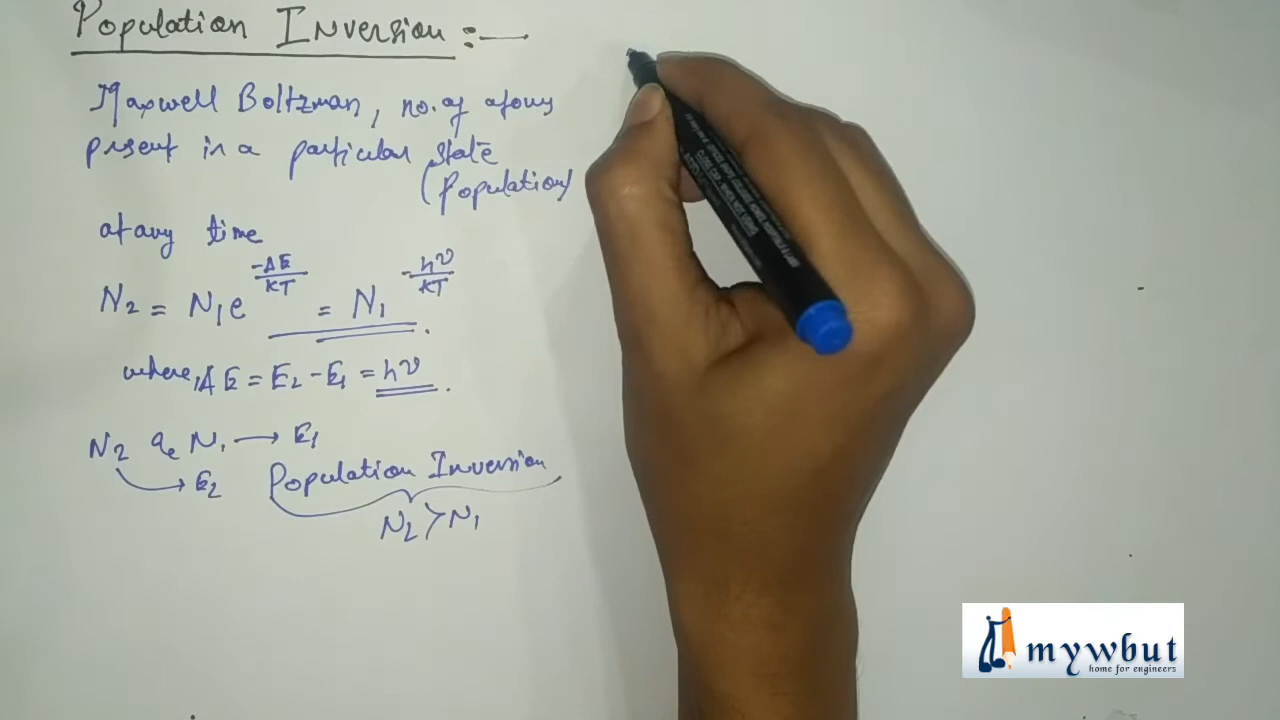 Population Inversion :—
Maxwell Boltzman, no. of atoms
present in a particular state
(Population)
at any time
N₂ = N₁e^(-ΔE/KT) = N₁^(-hν/KT).
where, ΔE = E₂ - E₁ = hν.
N₂ & N₁ → E₁
→ E₂
Population Inversion
N₂ > N₁
mywbut
home for engineers